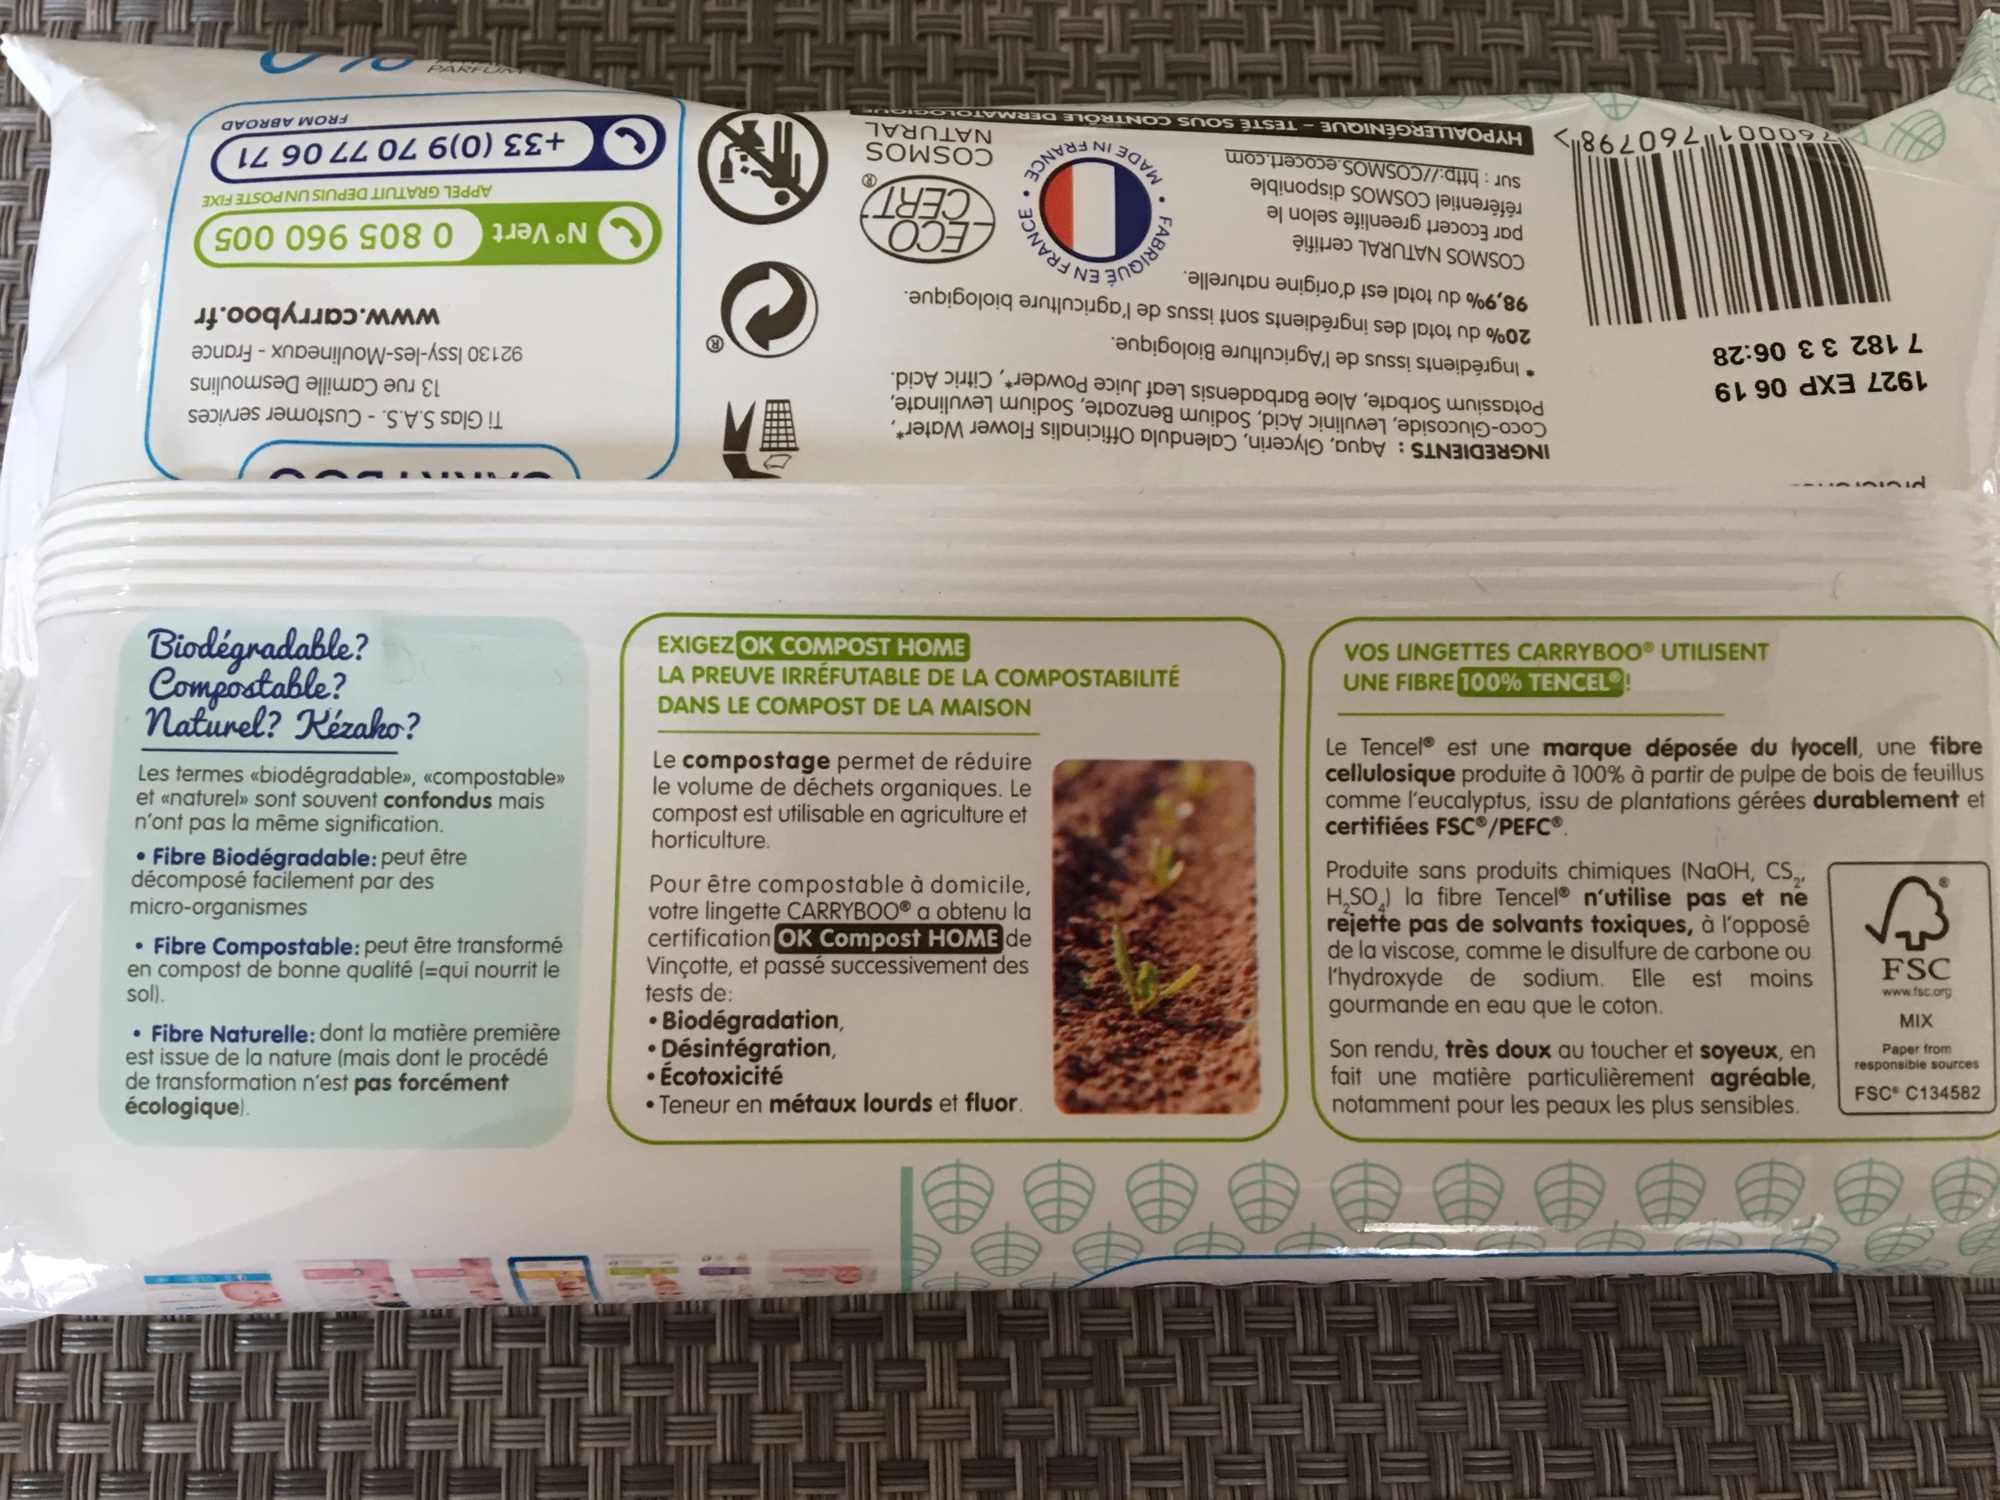 PARFUM
FROM ABROAD
+33 (0)9 70 77 06 71
APPEL GRATUIT DEPUIS UN POSTE FIXE
N° Vert 0 805 960 005
www.carryboo.fr
92130 Issy-les-Moulineaux - France
13 rue Camille Desmoulins
Ti Glas S.A.S. - Customer services
INGREDIENTS : Aqua, Glycerin, Calendula Officinalis Flower Water*,
Coco-Glucoside, Levulinic Acid, Sodium Benzoate, Sodium Levulinate,
Potassium Sorbate, Aloe Barbadensis Leaf Juice Powder*, Citric Acid.
* Ingrédients issus de l'Agriculture Biologique.
20% du total des ingrédients sont issus de l'agriculture biologique.
98,9% du total est d'origine naturelle.
COSMOS NATURAL certifié
par Ecocert greenlife selon le
référentiel COSMOS disponible
sur : http://COSMOS.ecocert.com
HYPOALLERGÉNIQUE - TESTÉ SOUS CONTRÔLE DERMATOLOGIQUE
FABRIQUÉ EN FRANCE • MADE IN FRANCE •
ECO
CERT®
COSMOS
NATURAL
1927 EXP 06 19
7 182 3 3 06:28
760001 760798 >
Biodégradable?
Compostable?
Naturel? Kézako?
Les termes «biodégradable», «compostable»
et «naturel» sont souvent confondus mais
n'ont pas la même signification.
• Fibre Biodégradable: peut être
décomposé facilement par des
micro-organismes
• Fibre Compostable: peut être transformé
en compost de bonne qualité (=qui nourrit le
sol).
• Fibre Naturelle: dont la matière première
est issue de la nature (mais dont le procédé
de transformation n'est pas forcément
écologique).
EXIGEZ OK COMPOST HOME
LA PREUVE IRRÉFUTABLE DE LA COMPOSTABILITÉ
DANS LE COMPOST DE LA MAISON
Le compostage permet de réduire
le volume de déchets organiques. Le
compost est utilisable en agriculture et
horticulture.
Pour être compostable à domicile,
votre lingette CARRYBOO® a obtenu la
certification OK Compost HOME de
Vinçotte, et passé successivement des
tests de:
• Biodégradation,
• Désintégration,
• Écotoxicité
• Teneur en métaux lourds et fluor.
VOS LINGETTES CARRYBOO® UTILISENT
UNE FIBRE 100% TENCEL®!
Le Tencel® est une marque déposée du lyocell, une fibre
cellulosique produite à 100% à partir de pulpe de bois de feuillus
comme l'eucalyptus, issu de plantations gérées durablement et
certifiées FSC®/PEFC®.
Produite sans produits chimiques (NaOH, CS₂,
H₂SO₄) la fibre Tencel® n'utilise pas et ne
rejette pas de solvants toxiques, à l'opposé
de la viscose, comme le disulfure de carbone ou
l'hydroxyde de sodium. Elle est moins
gourmande en eau que le coton.
Son rendu, très doux au toucher et soyeux, en
fait une matière particulièrement agréable,
notamment pour les peaux les plus sensibles.
®
FSC
www.fsc.org
MIX
Paper from
responsible sources
FSC® C134582